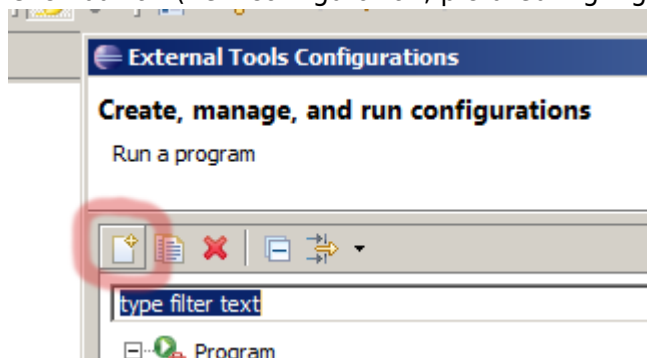 External Tools Configurations
Create, manage, and run configurations
Run a program
type filter text
Program